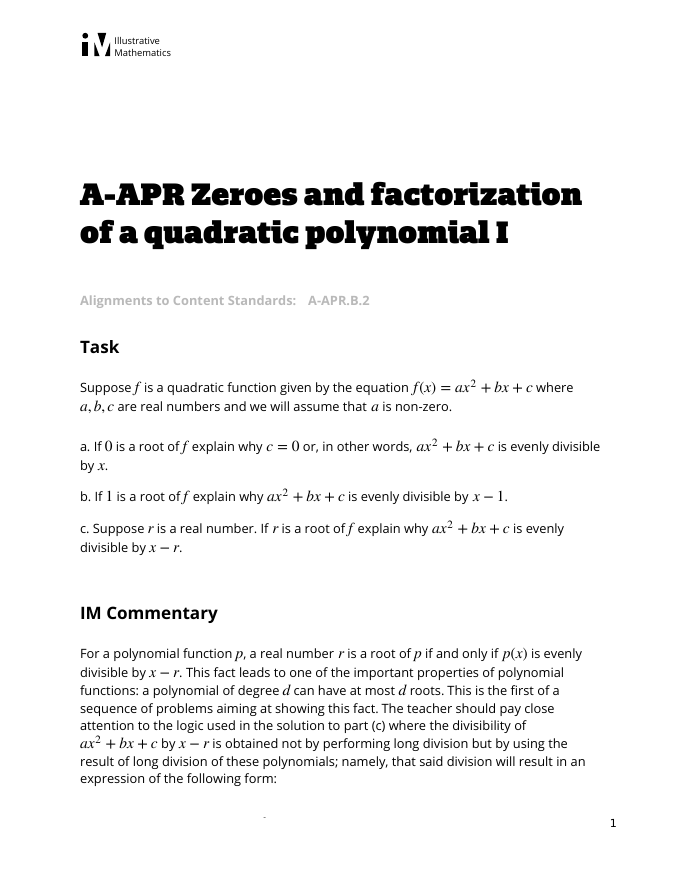 Illustrative
Mathematics
A-APR Zeroes and factorization
of a quadratic polynomial I
Alignments to Content Standards: A-APR.B.2
Task
Suppose f is a quadratic function given by the equation f(x) = ax² + bx + c where
a, b, c are real numbers and we will assume that a is non-zero.
a. If 0 is a root of f explain why c = 0 or, in other words, ax² + bx + c is evenly divisible
by x.
b. If 1 is a root of f explain why ax² + bx + c is evenly divisible by x − 1.
c. Suppose r is a real number. If r is a root of f explain why ax² + bx + c is evenly
divisible by x − r.
IM Commentary
For a polynomial function p, a real number r is a root of p if and only if p(x) is evenly
divisible by x − r. This fact leads to one of the important properties of polynomial
functions: a polynomial of degree d can have at most d roots. This is the first of a
sequence of problems aiming at showing this fact. The teacher should pay close
attention to the logic used in the solution to part (c) where the divisibility of
ax² + bx + c by x − r is obtained not by performing long division but by using the
result of long division of these polynomials; namely, that said division will result in an
expression of the following form:
1